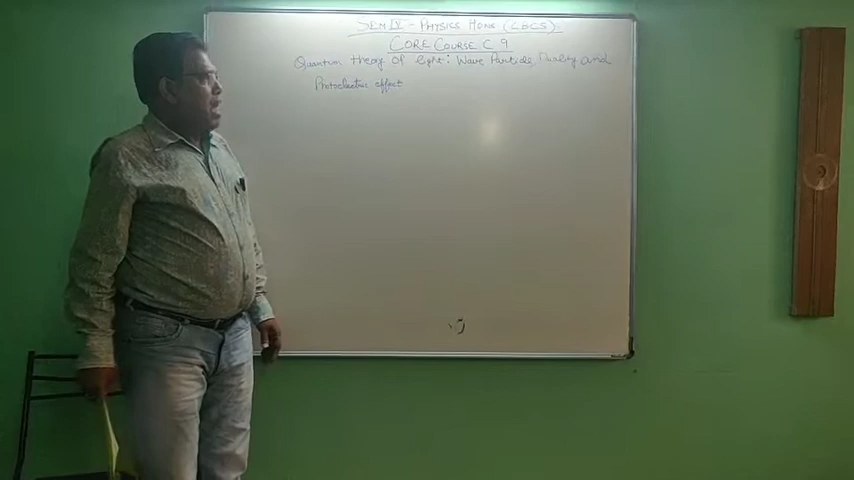 SEM IV - PHYSICS HONS (CBCS)
CORE COURSE C 9
Quantum theory of light: Wave Particle Duality and
Photoelectric effect